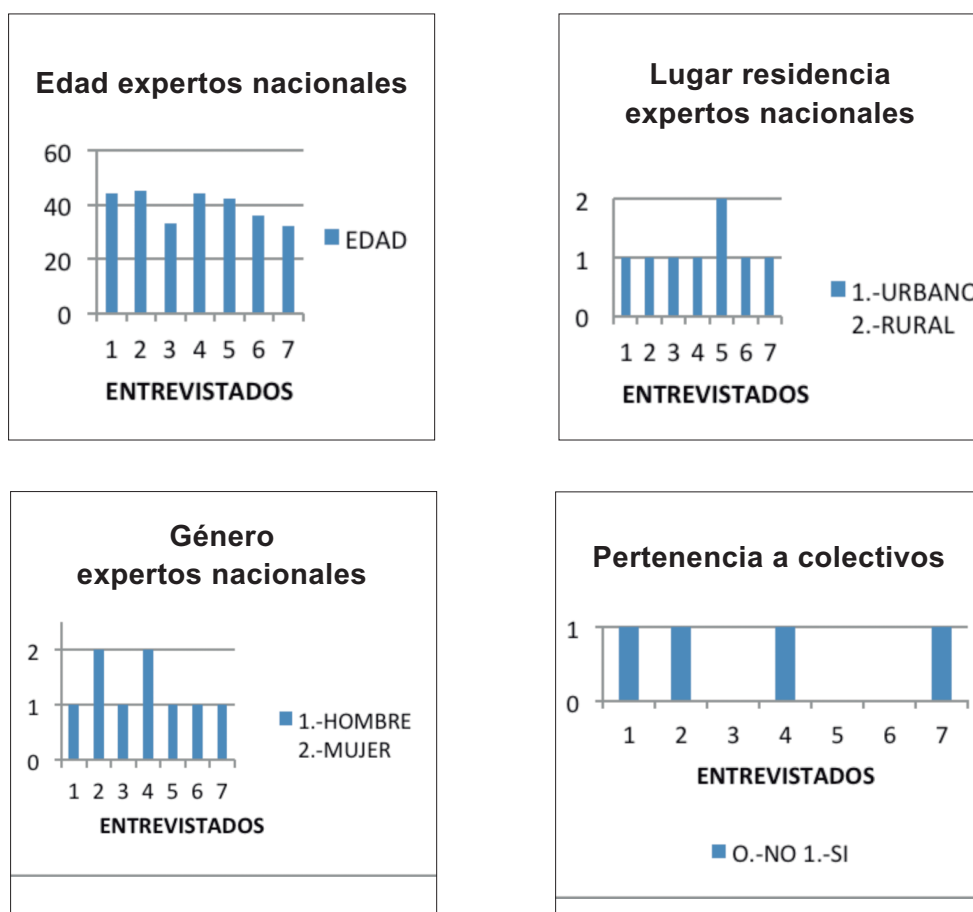 Edad expertos nacionales
60
40
20
0
1 2 3 4 5 6 7
ENTREVISTADOS
EDAD
Lugar residencia
expertos nacionales
2
1
0
1 2 3 4 5 6 7
ENTREVISTADOS
1.-URBANO
2.-RURAL
Género
expertos nacionales
2
1
0
1 2 3 4 5 6 7
ENTREVISTADOS
1.-HOMBRE
2.-MUJER
Pertenencia a colectivos
1
0
1 2 3 4 5 6 7
ENTREVISTADOS
O.-NO 1.-SI